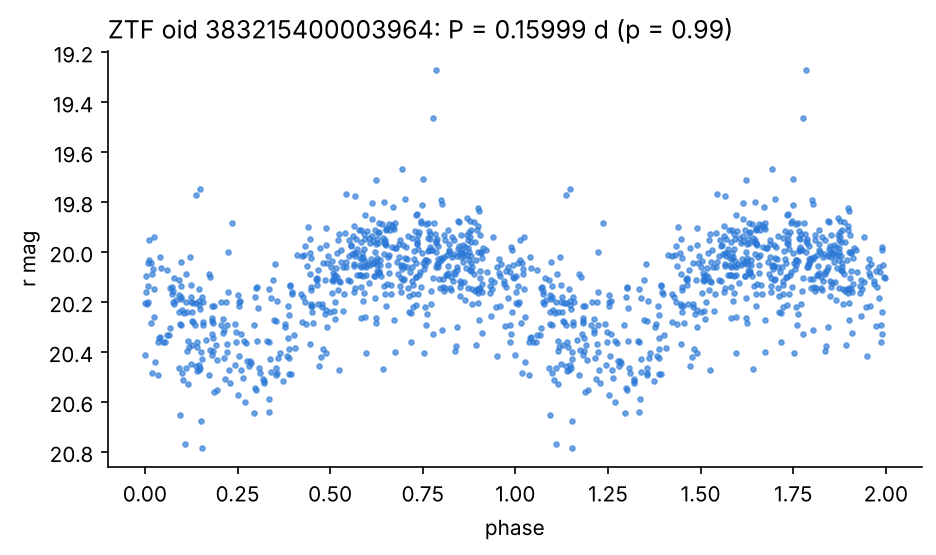 ZTF oid 383215400003964: P = 0.15999 d (p = 0.99)
19.2
19.4
19.6
19.8
20.0
20.2
20.4
20.6
20.8
r mag
0.00 0.25 0.50 0.75 1.00 1.25 1.50 1.75 2.00
phase